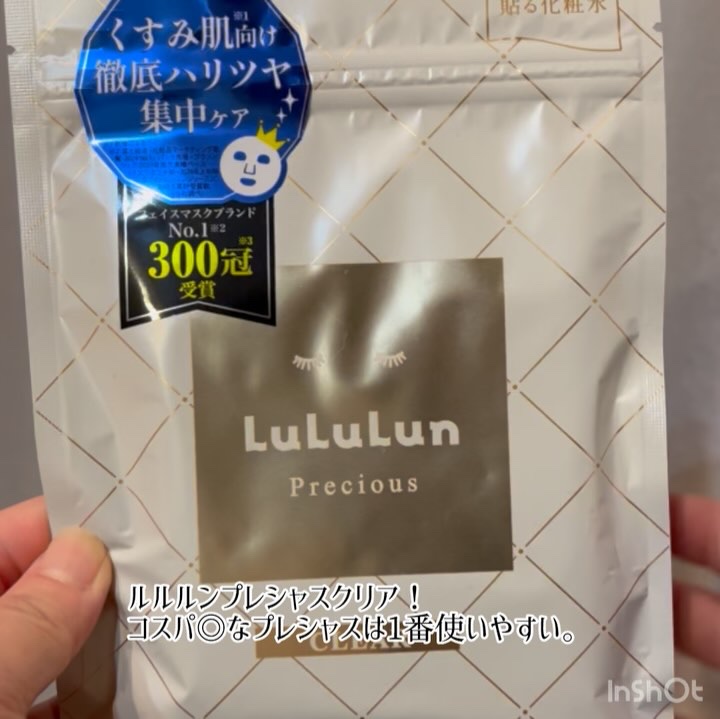 貼る化粧水
くすみ肌※1向け
徹底ハリツヤ
集中ケア
フェイスマスクブランド
No.1※2
※3
300冠
受賞
LuLuLun
Precious
ルルルンプレシャスクリア！
コスパ◎なプレシャスは1番使いやすい。
CLEAR
InShOt